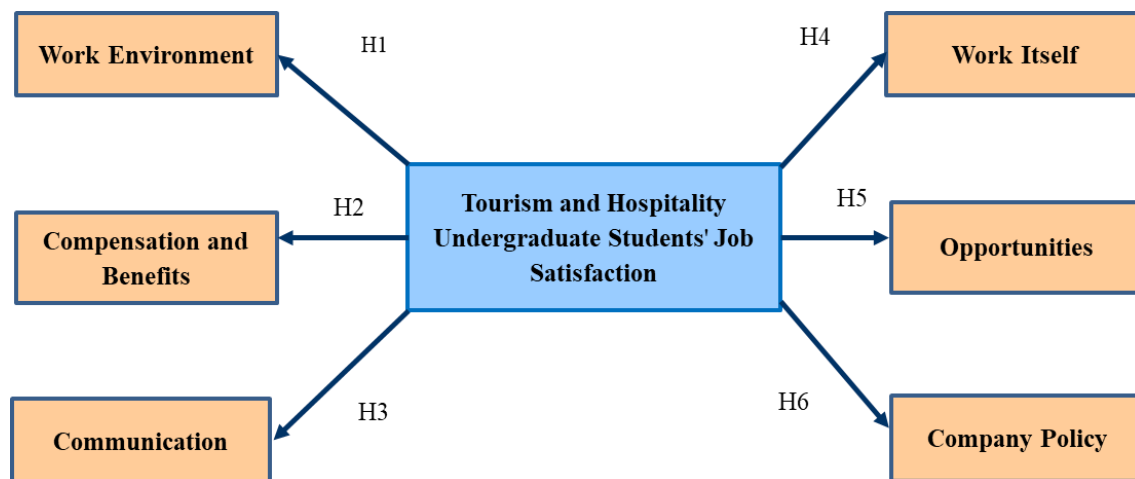 Work Environment
H1
H4
Work Itself
Tourism and Hospitality
Undergraduate Students' Job
Satisfaction
Compensation and
Benefits
H2
H5
Opportunities
Communication
H3
H6
Company Policy